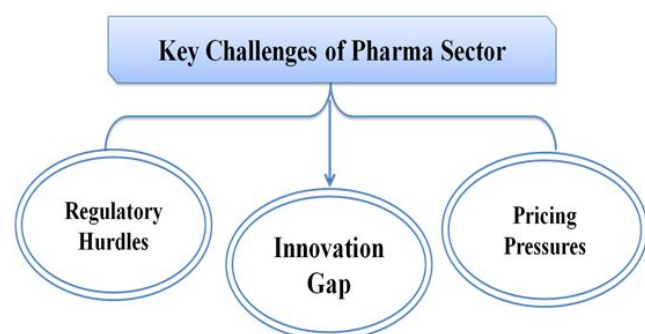 Key Challenges of Pharma Sector
Regulatory
Hurdles
Innovation
Gap
Pricing
Pressures